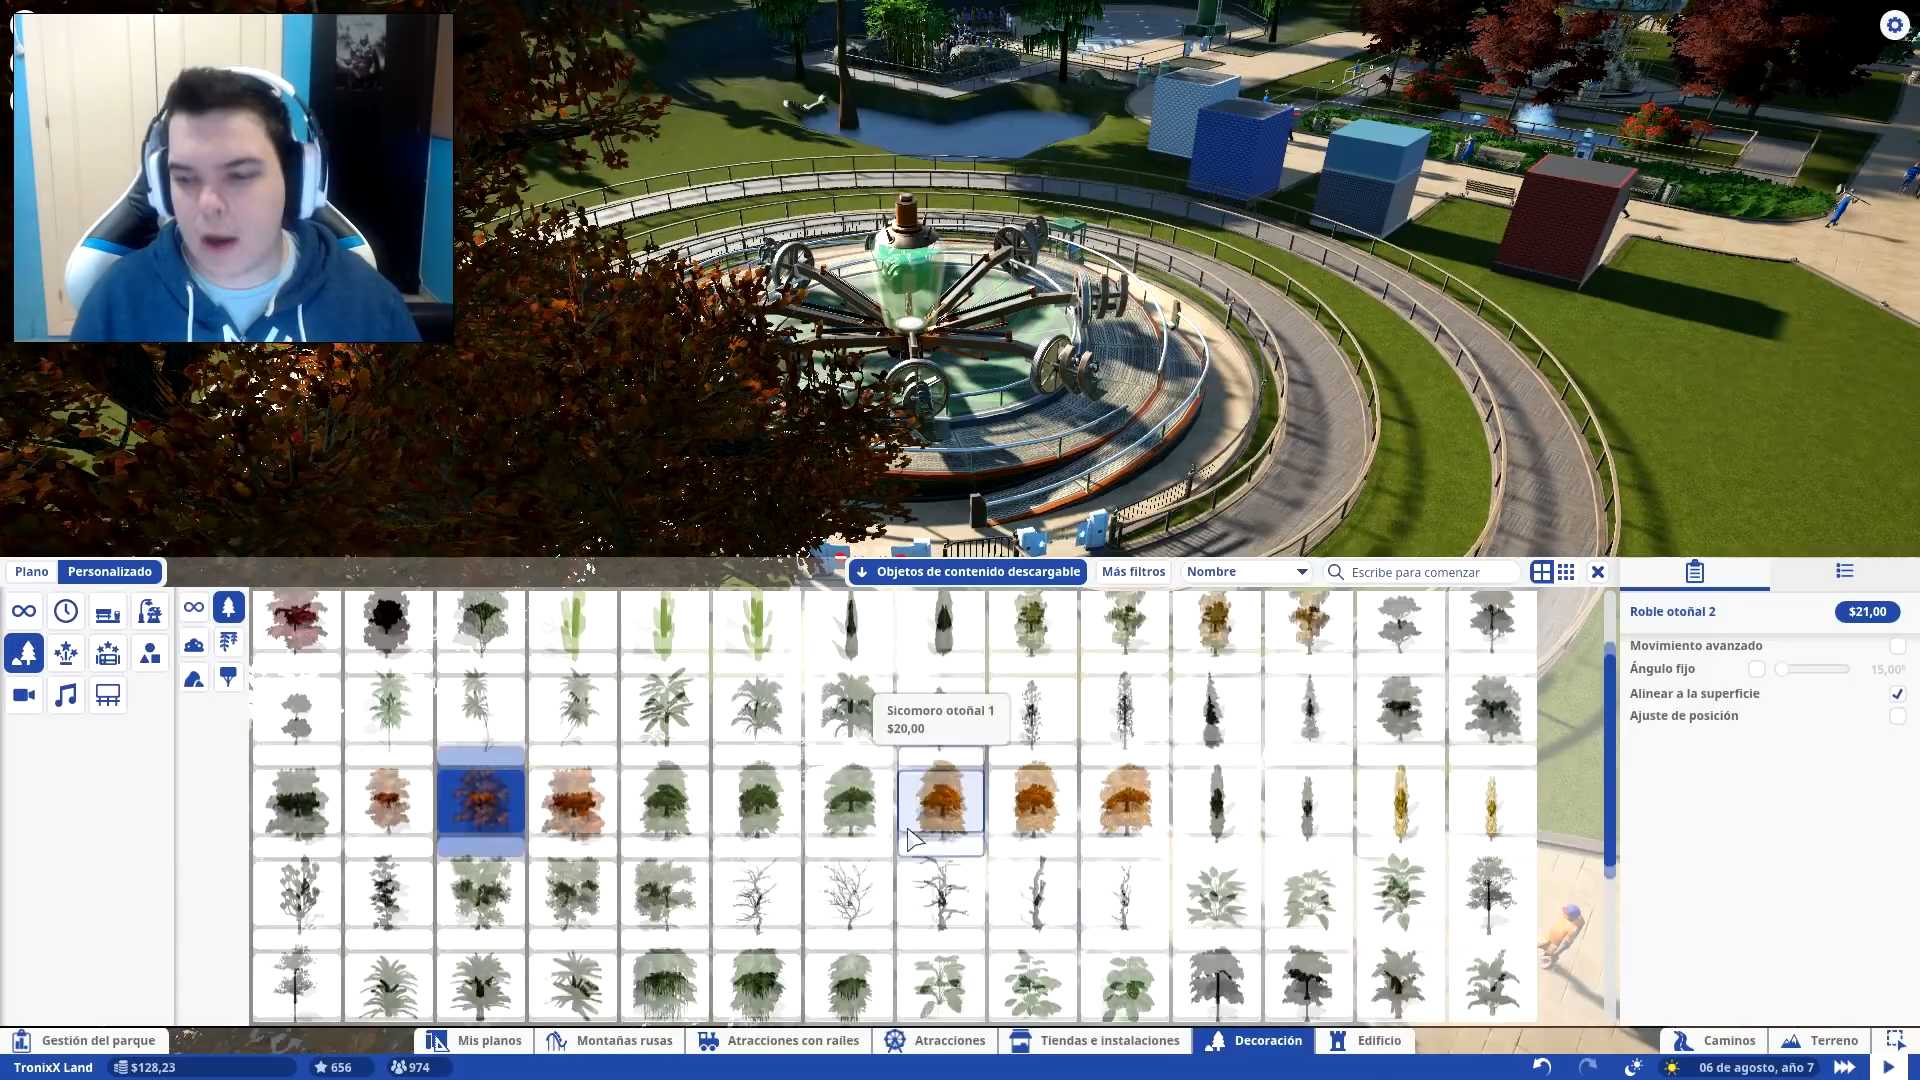 Plano
Personalizado
Objetos de contenido descargable
Más filtros
Nombre
Escribe para comenzar
Roble otoñal 2
$21,00
Movimiento avanzado
Ángulo fijo
15,00°
Alinear a la superficie
Ajuste de posición
Sicomoro otoñal 1
$20,00
Gestión del parque
Mis planos
Montañas rusas
Atracciones con raíles
Atracciones
Tiendas e instalaciones
Decoración
Edificio
Caminos
Terreno
TronixX Land
$128,23
656
974
06 de agosto, año 7